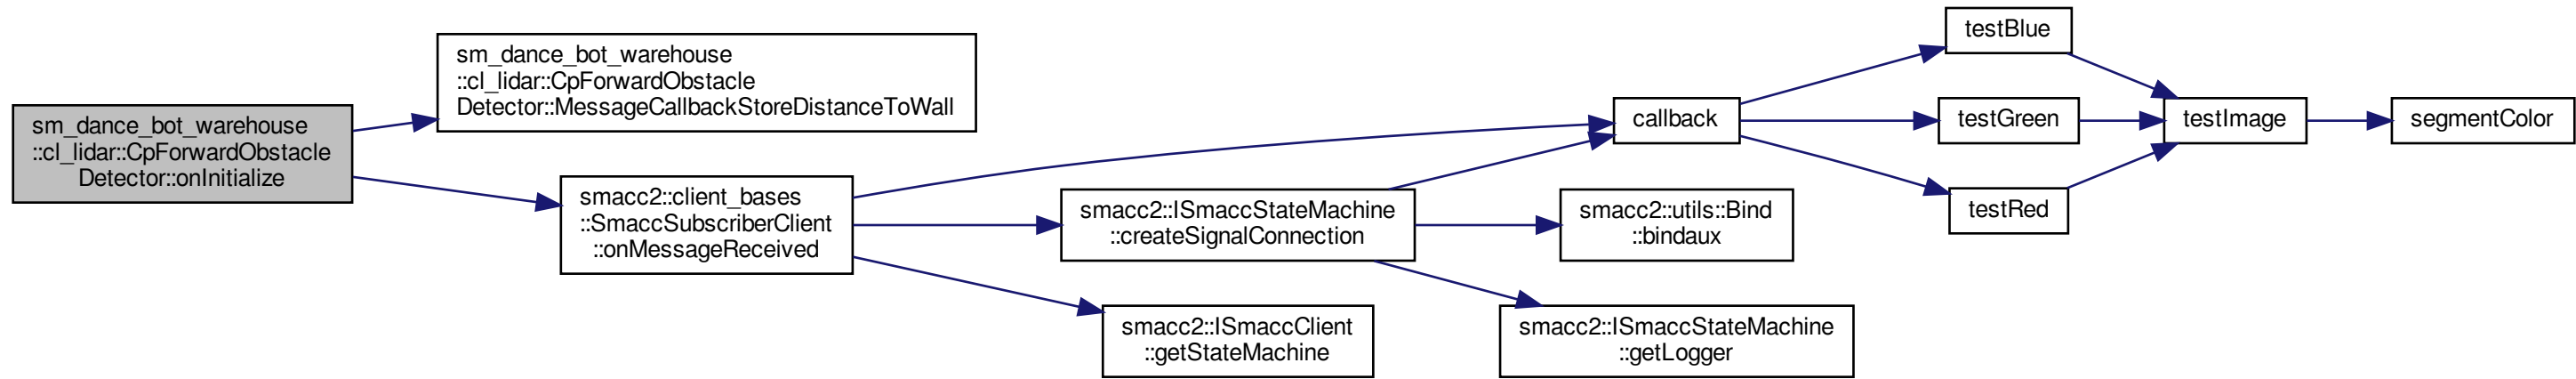 sm_dance_bot_warehouse
::cl_lidar::CpForwardObstacle
Detector::onInitialize
sm_dance_bot_warehouse
::cl_lidar::CpForwardObstacle
Detector::MessageCallbackStoreDistanceToWall
smacc2::client_bases
::SmaccSubscriberClient
::onMessageReceived
callback
smacc2::ISmaccStateMachine
::createSignalConnection
smacc2::ISmaccClient
::getStateMachine
smacc2::utils::Bind
::bindaux
smacc2::ISmaccStateMachine
::getLogger
testBlue
testGreen
testRed
testImage
segmentColor